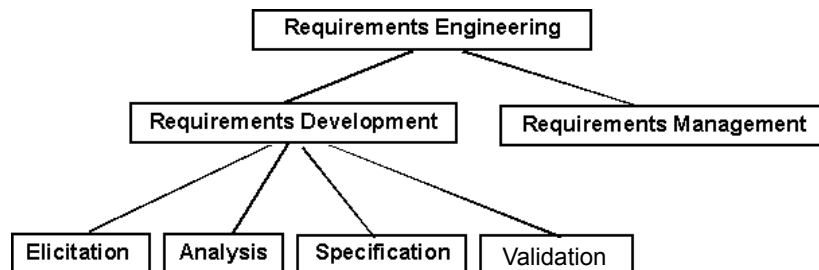 Requirements Engineering
Requirements Development
Requirements Management
Elicitation
Analysis
Specification
Validation